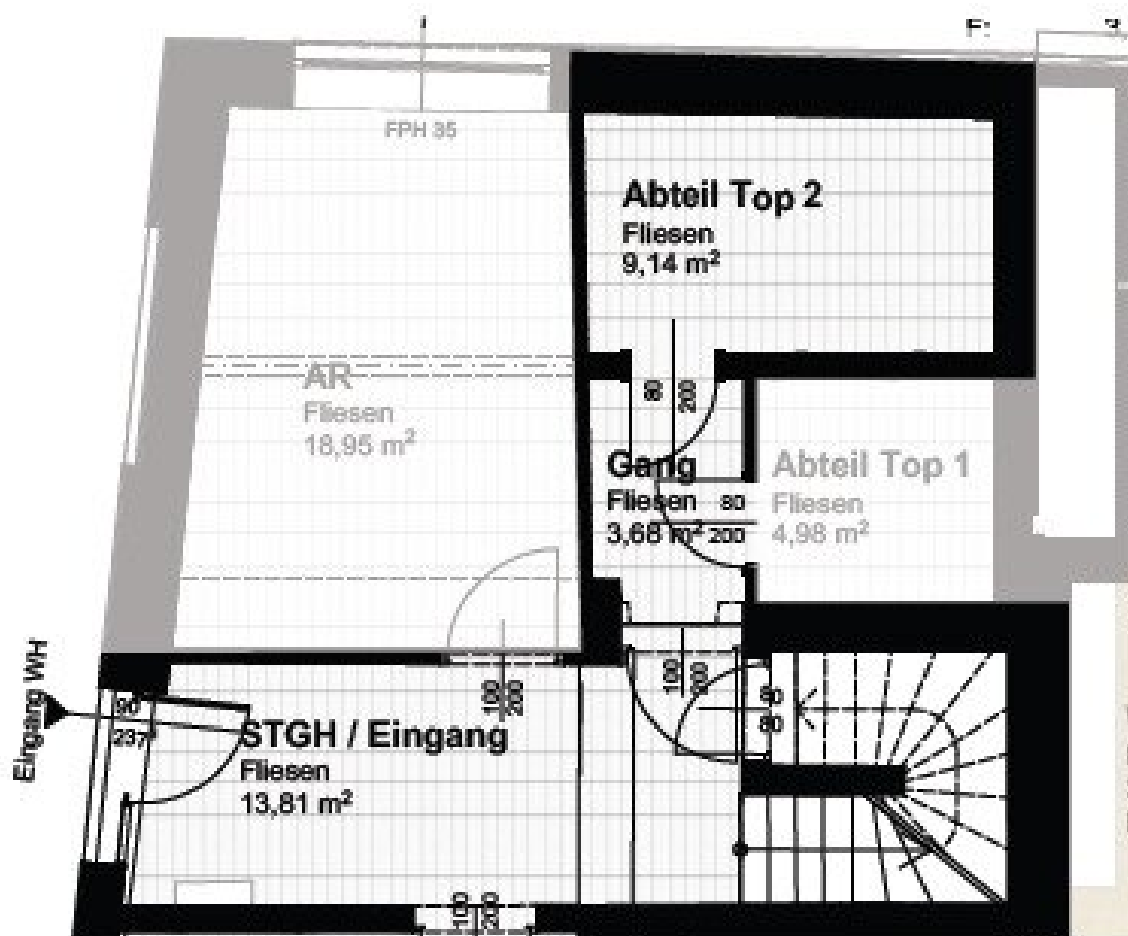 FPH 35
Abteil Top 2
Fliesen
9,14 m²
80
200
AR
Fliesen
18,95 m²
Gang
Fliesen
3,68 m²
80
200
Abteil Top 1
Fliesen
4,98 m²
Eingang WH
90
237
100
200
100
200
80
80
STGH / Eingang
Fliesen
13,81 m²
100
200